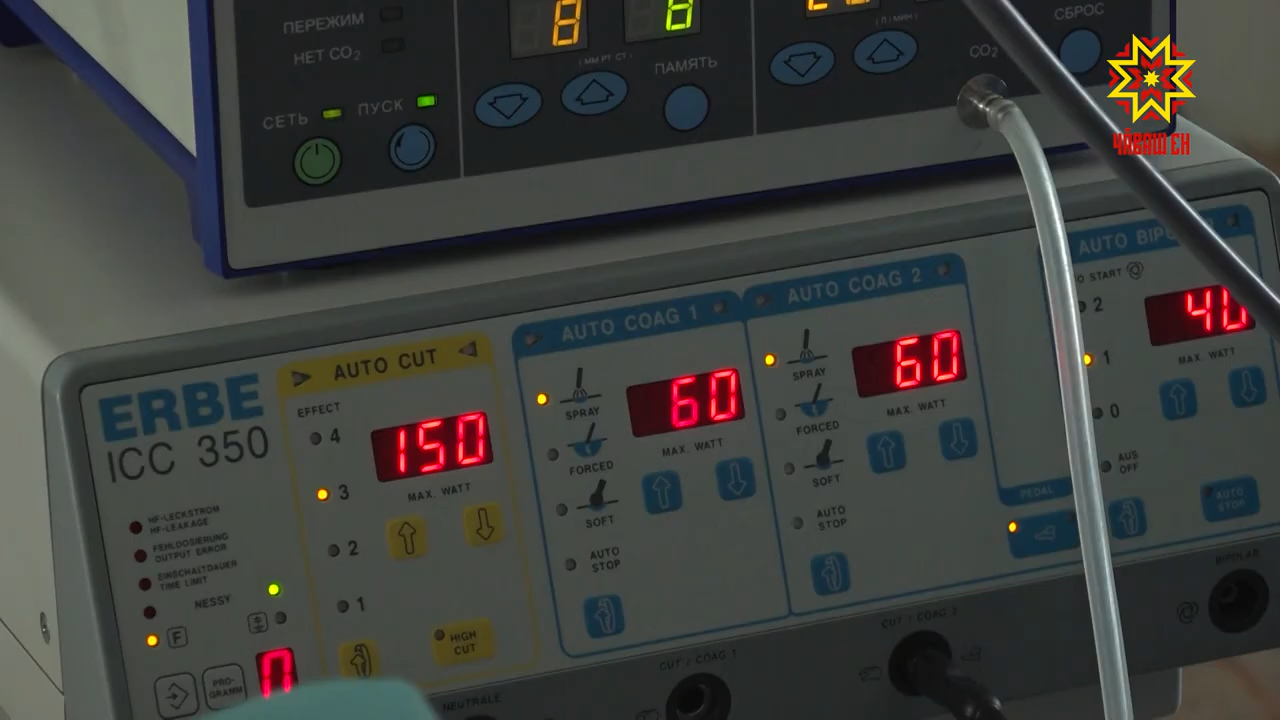 ПЕРЕЖИМ
НЕТ CO2
СЕТЬ
ПУСК
8
8
(ММ РТ СТ)
ПАМЯТЬ
(Л/МИН)
CO2
СБРОС
ЧӐВАШ ЕН
ERBE
ICC 350
HF-LECKSTROM
HF-LEAKAGE
FEHLDOSIERUNG
OUTPUT ERROR
EINSCHALTDAUER
TIME LIMIT
NESSY
F
PRO-
GRAMM
AUTO CUT
EFFECT
4
3
2
1
150
MAX. WATT
HIGH
CUT
NEUTRALE
AUTO COAG 1
SPRAY
FORCED
SOFT
AUTO
STOP
60
MAX. WATT
CUT / COAG 1
AUTO COAG 2
SPRAY
FORCED
SOFT
AUTO
STOP
60
MAX. WATT
CUT / COAG 2
PEDAL
AUTO
START
2
1
0
AUS
OFF
MAX. WATT
AUTO
STOP
BIPOLAR